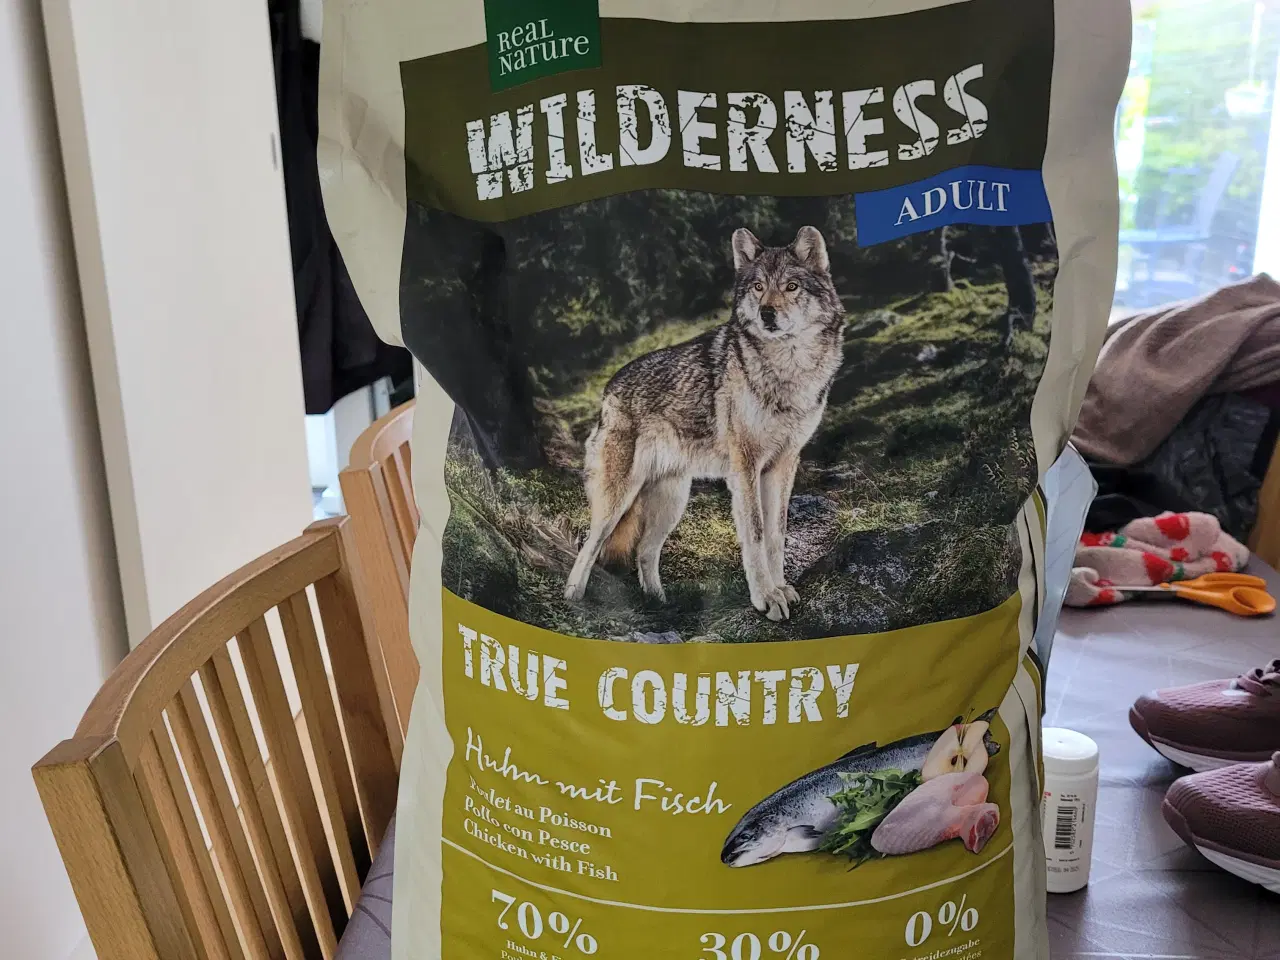 REAL
NATURE
WILDERNESS
ADULT
TRUE COUNTRY
Huhn mit Fisch
Poulet au Poisson
Pollo con Pesce
Chicken with Fish
70%
30%
0%
Huhn &